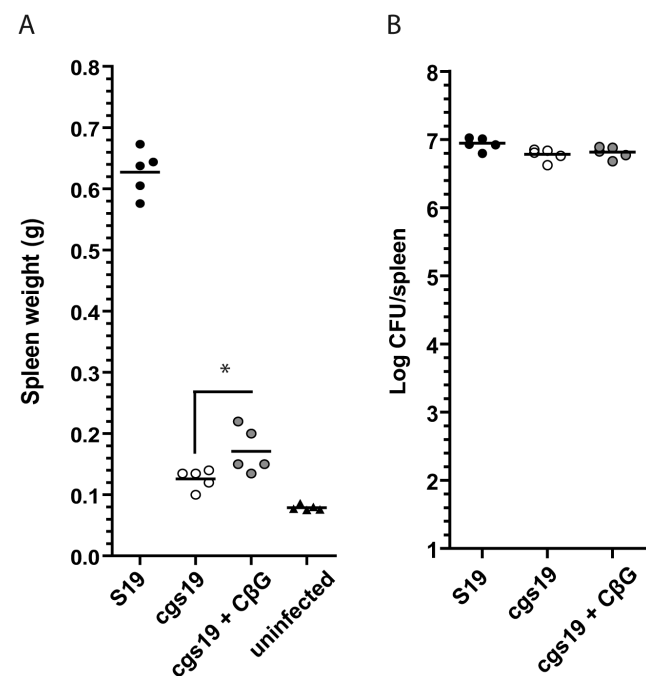 A
Spleen weight (g)
0.8
0.7
0.6
0.5
0.4
0.3
0.2
0.1
0.0
*
S19
cgs19
cgs19 + CβG
uninfected
B
Log CFU/spleen
8
7
6
5
4
3
2
1
S19
cgs19
cgs19 + CβG